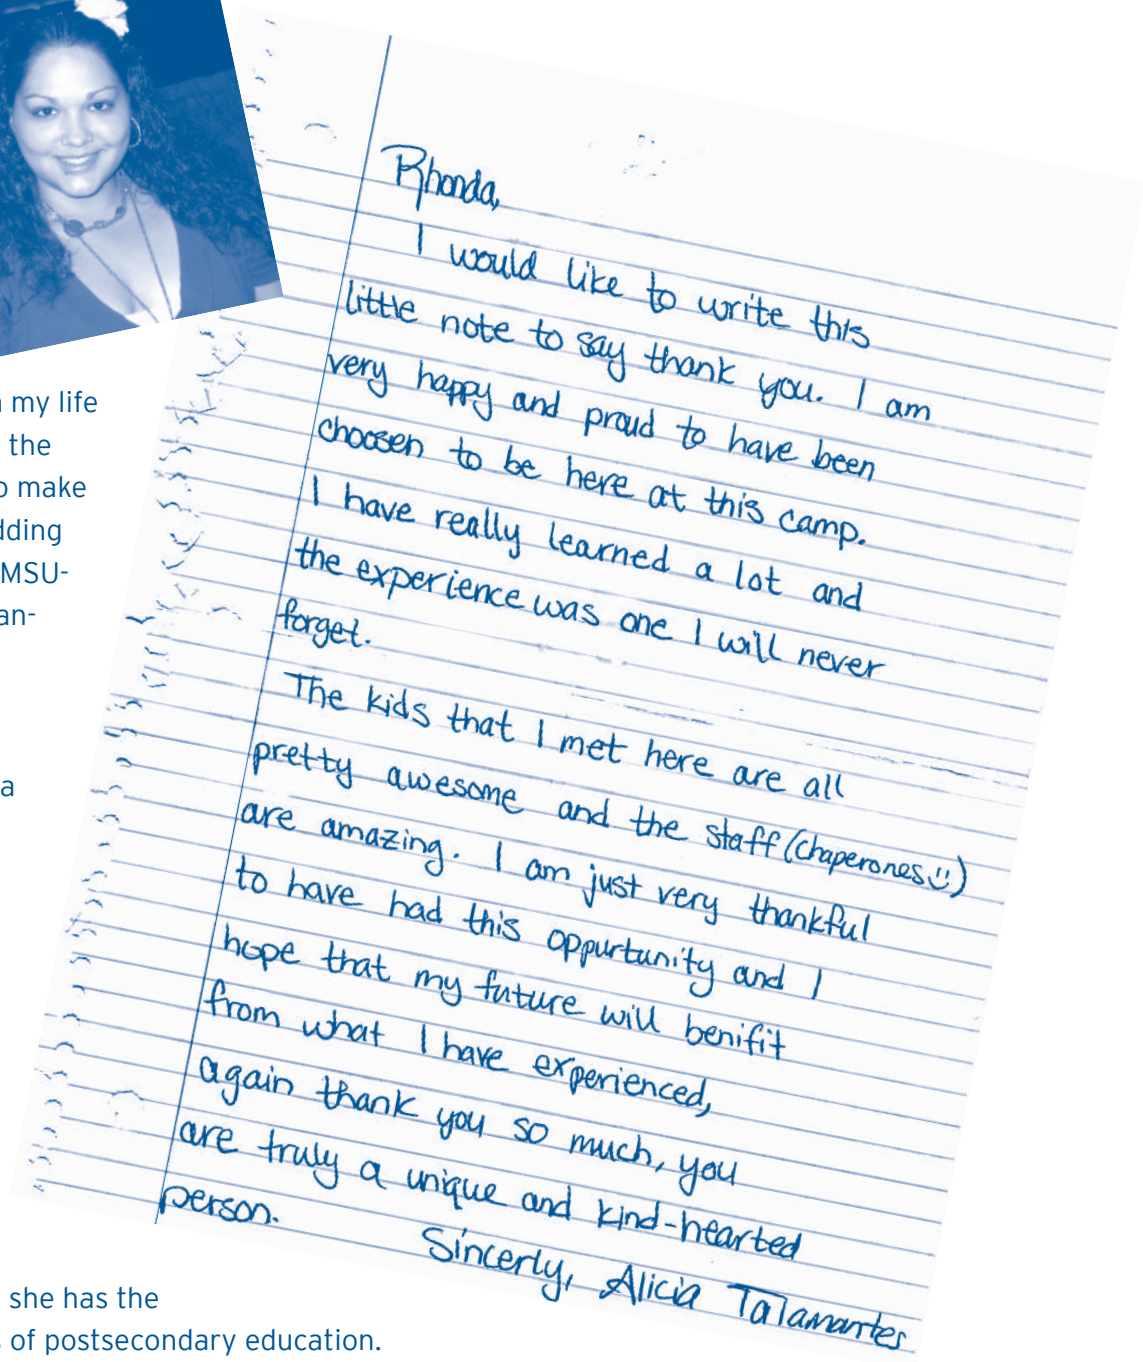 Rhonda,
I would like to write this
little note to say thank you. I am
very happy and proud to have been
choosen to be here at this camp.
I have really learned a lot and
the experience was one I will never
forget.
The kids that I met here are all
pretty awesome and the staff (chaperones :))
are amazing. I am just very thankful
to have had this oppurtunity and I
hope that my future will benifit
from what I have experienced,
again thank you so much, you
are truly a unique and kind-hearted
person.
Sincerly, Alicia Talamantes
my life
the
make
dding
MSU-
an-
a
she has the
of postsecondary education.